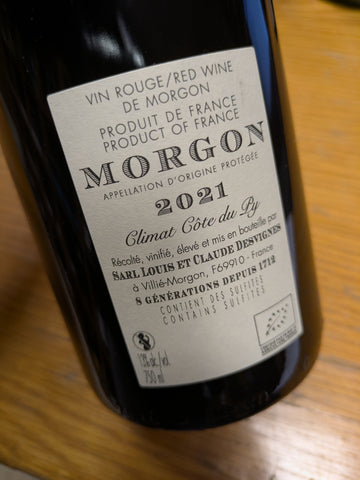 VIN ROUGE/RED WINE
DE MORGON
PRODUIT DE FRANCE
PRODUCT OF FRANCE
MORGON
APPELLATION D'ORIGINE PROTÉGÉE
2021
Climat Côte du Py
Récolté, vinifié, élevé et mis en bouteille par
SARL LOUIS ET CLAUDE DESVIGNES
à Villié-Morgon, F69910 - France
8 GÉNÉRATIONS DEPUIS 1712
CONTIENT DES SULFITES
CONTAINS SULFITES
13% alc./vol.
750 ml